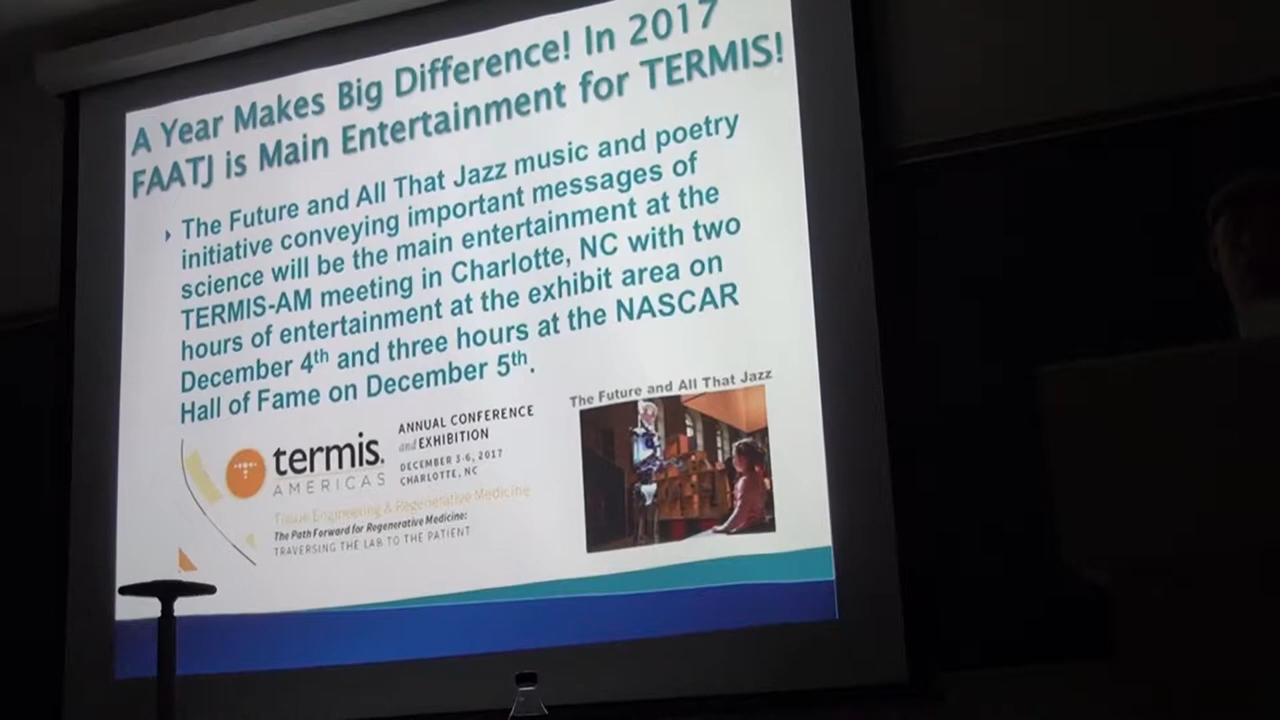 A Year Makes Big Difference! In 2017
FAATJ is Main Entertainment for TERMIS!
The Future and All That Jazz music and poetry
initiative conveying important messages of
science will be the main entertainment at the
TERMIS-AM meeting in Charlotte, NC with two
hours of entertainment at the exhibit area on
December 4th and three hours at the NASCAR
Hall of Fame on December 5th.
termis.
AMERICAS
ANNUAL CONFERENCE
and EXHIBITION
DECEMBER 3-6, 2017
CHARLOTTE, NC
Tissue Engineering & Regenerative Medicine
The Path Forward for Regenerative Medicine:
TRAVERSING THE LAB TO THE PATIENT
The Future and All That Jazz